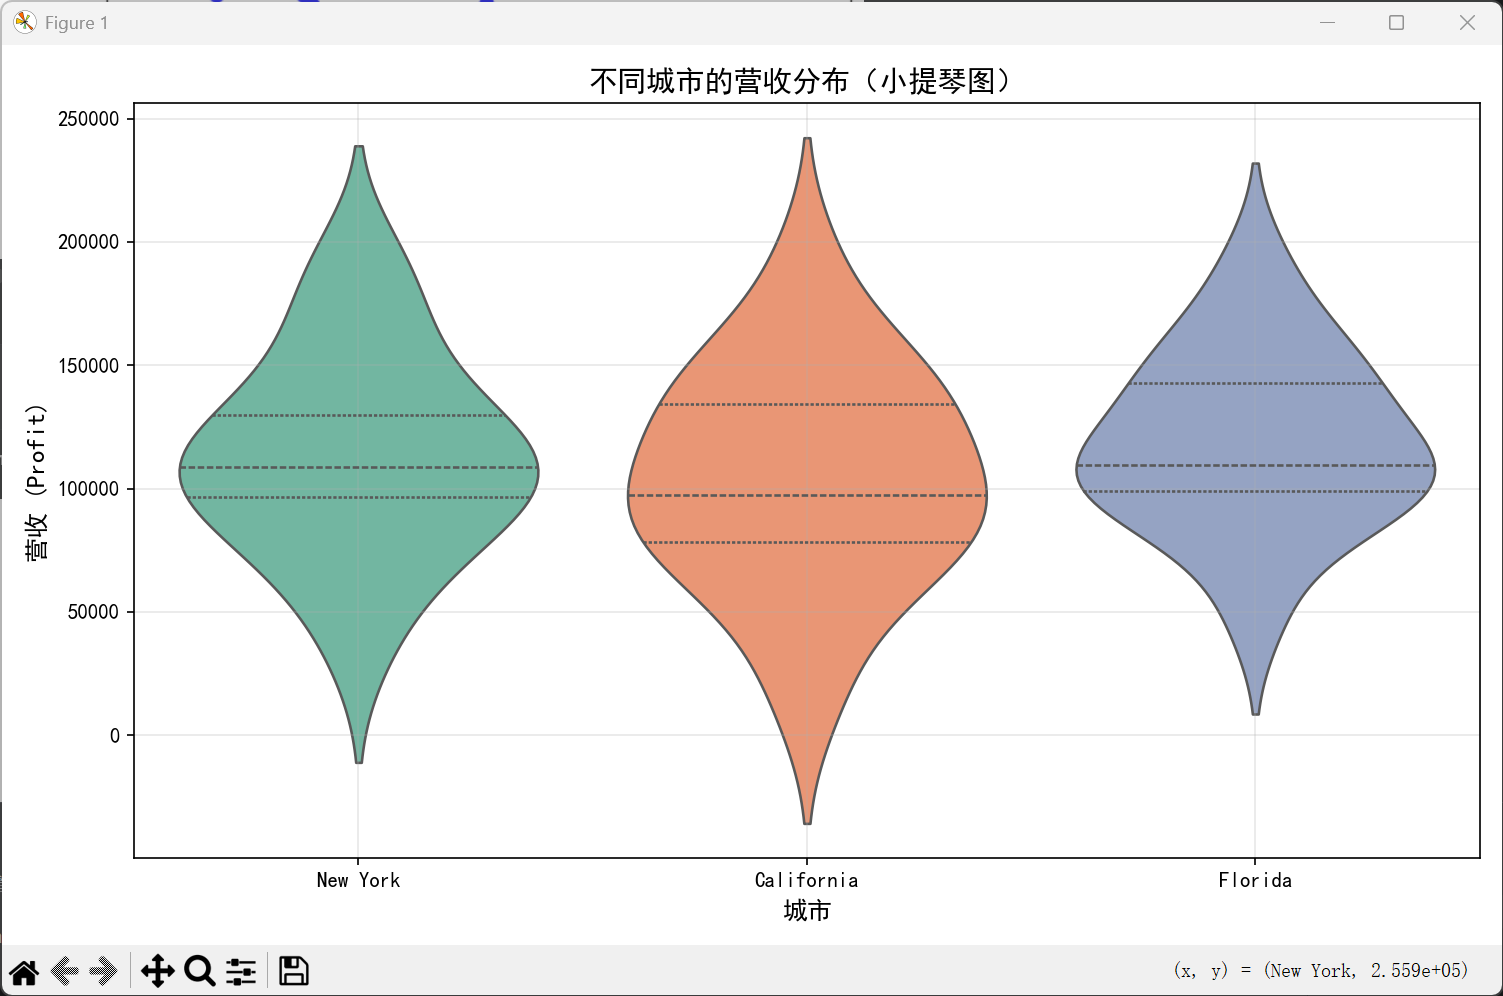 Figure 1
不同城市的营收分布（小提琴图）
250000
200000
150000
100000
50000
0
营收 (Profit)
New York
California
Florida
城市
(x, y) = (New York, 2.559e+05)